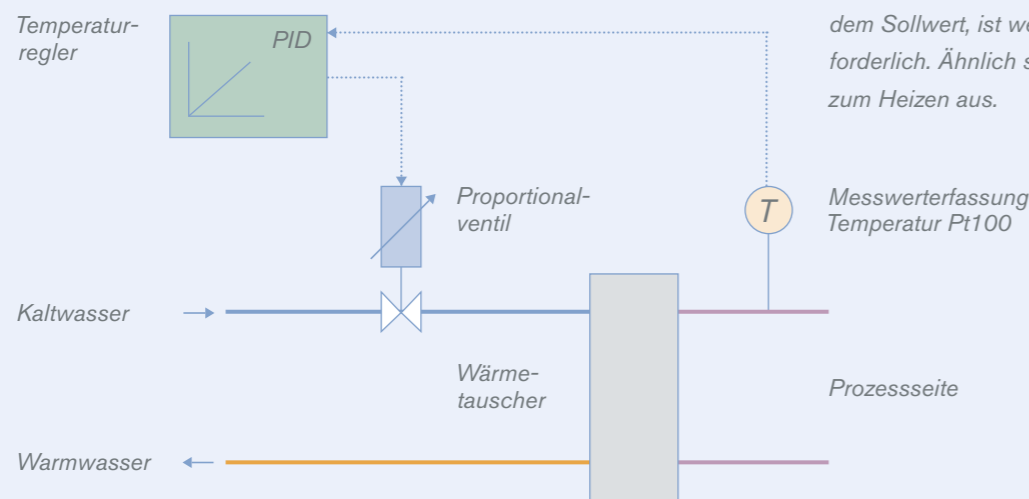 Temperatur-
regler
PID
dem Sollwert, ist
forderlich. Ähnlich
zum Heizen aus.
Proportional-
ventil
T
Messwerterfassung
Temperatur Pt100
Kaltwasser
Wärme-
tauscher
Prozessseite
Warmwasser